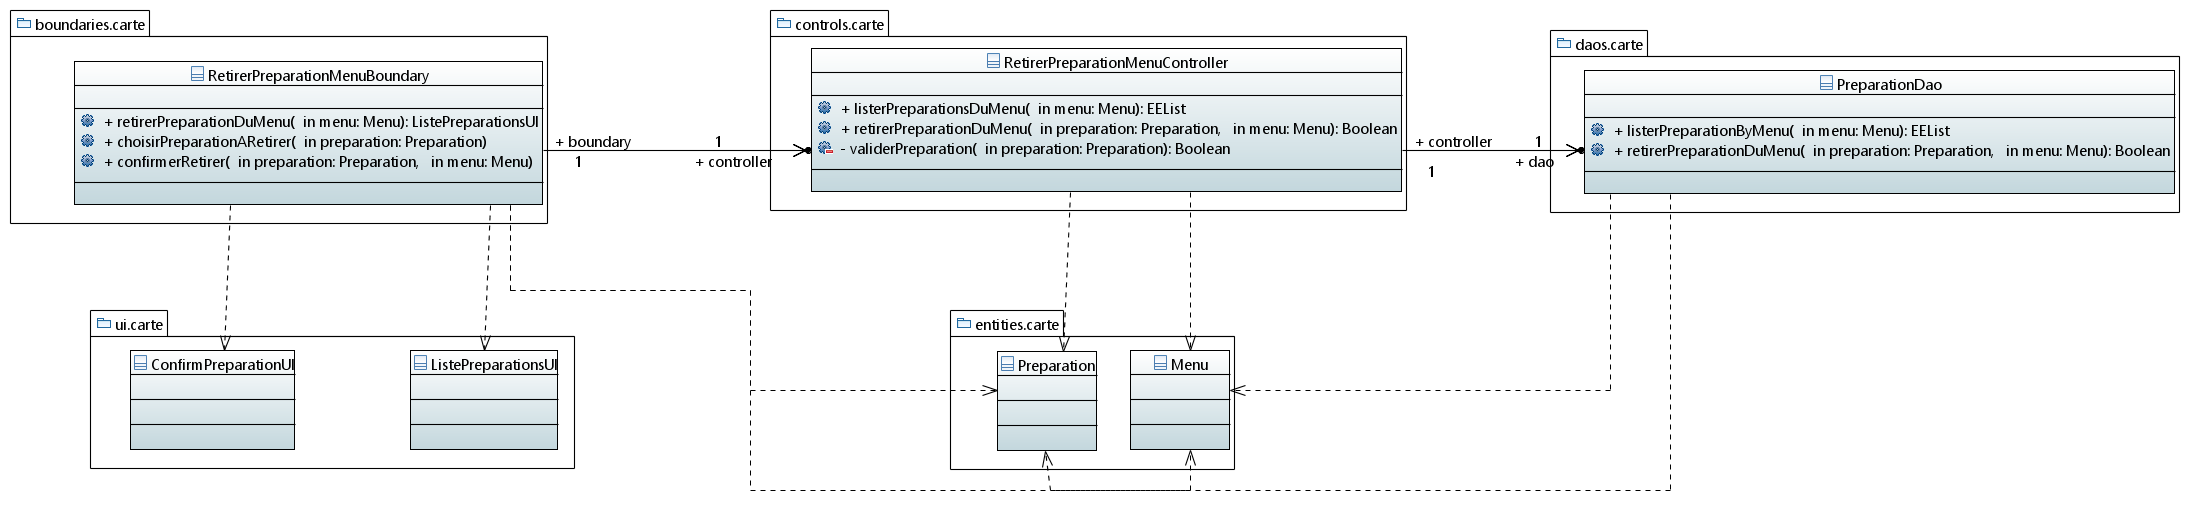 boundaries.carte
RetirerPreparationMenuBoundary
+ retirerPreparationDuMenu(  in menu: Menu): ListePreparationsUI
+ choisirPreparationARetirer(  in preparation: Preparation)
+ confirmerRetirer(  in preparation: Preparation,   in menu: Menu)
+ boundary
1
1
+ controller
controls.carte
RetirerPreparationMenuController
+ listerPreparationsDuMenu(  in menu: Menu): EEList
+ retirerPreparationDuMenu(  in preparation: Preparation,   in menu: Menu): Boolean
- validerPreparation(  in preparation: Preparation): Boolean
+ controller
1
1
+ dao
daos.carte
PreparationDao
+ listerPreparationByMenu(  in menu: Menu): EEList
+ retirerPreparationDuMenu(  in preparation: Preparation,   in menu: Menu): Boolean
ui.carte
ConfirmPreparationUI
ListePreparationsUI
entities.carte
Preparation
Menu